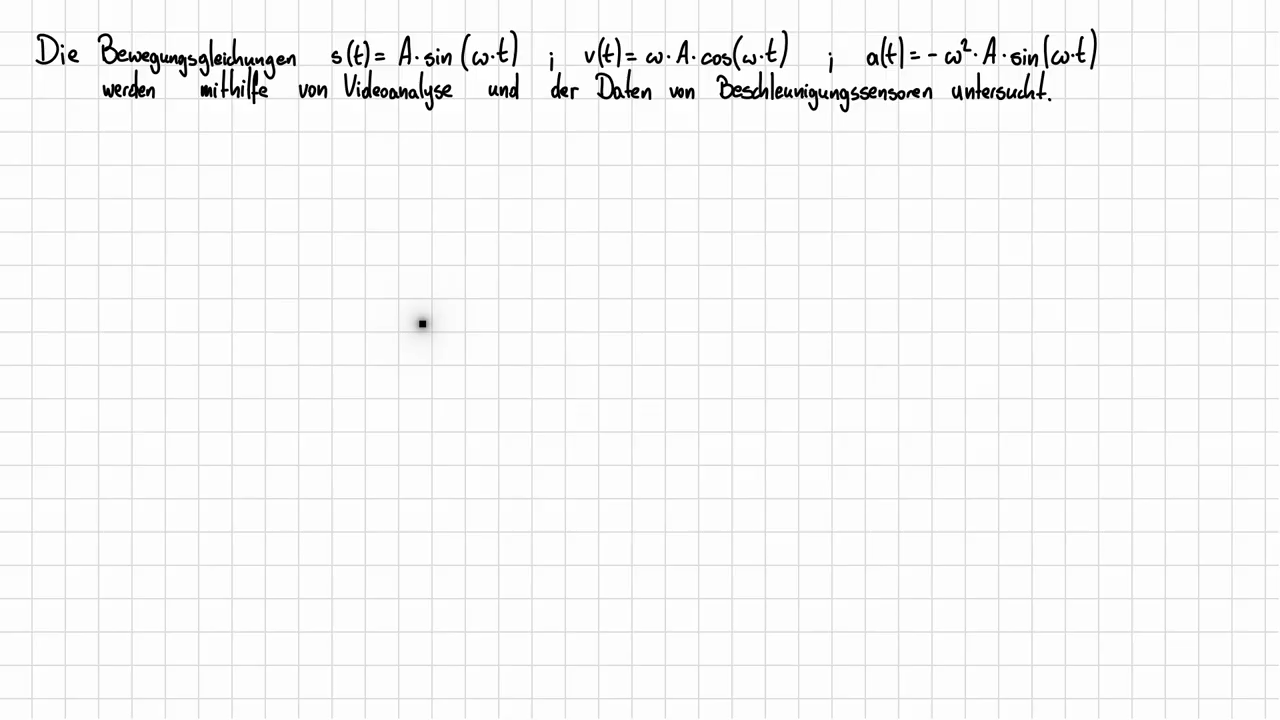 Die Bewegungsgleichungen s(t) = A · sin (ω·t) ; v(t) = ω · A · cos(ω·t) ; a(t) = - ω² · A · sin(ω·t)
werden mithilfe von Videoanalyse und der Daten von Beschleunigungssensoren untersucht.